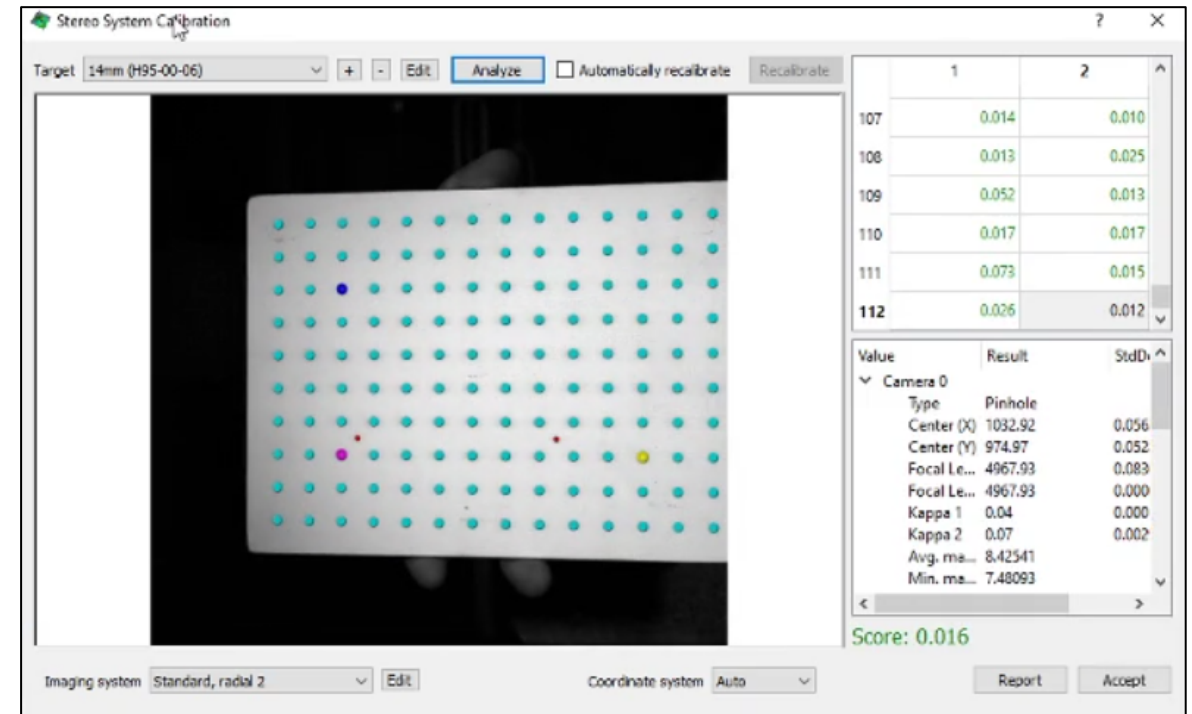 Stereo System Calibration
Target 14mm (H95-00-06) + - Edit Analyze Automatically recalibrate Recalibrate
1 2
107 0.014 0.010
108 0.013 0.025
109 0.052 0.013
110 0.017 0.017
111 0.073 0.015
112 0.026 0.012
Value Result StdD
Camera 0
Type Pinhole
Center (X) 1032.92 0.056
Center (Y) 974.97 0.052
Focal Le... 4967.93 0.083
Focal Le... 4967.93 0.000
Kappa 1 0.04 0.000
Kappa 2 0.07 0.002
Avg. ma... 8.42541
Min. ma... 7.48093
Score: 0.016
Imaging system Standard, radial 2 Edit Coordinate system Auto Report Accept